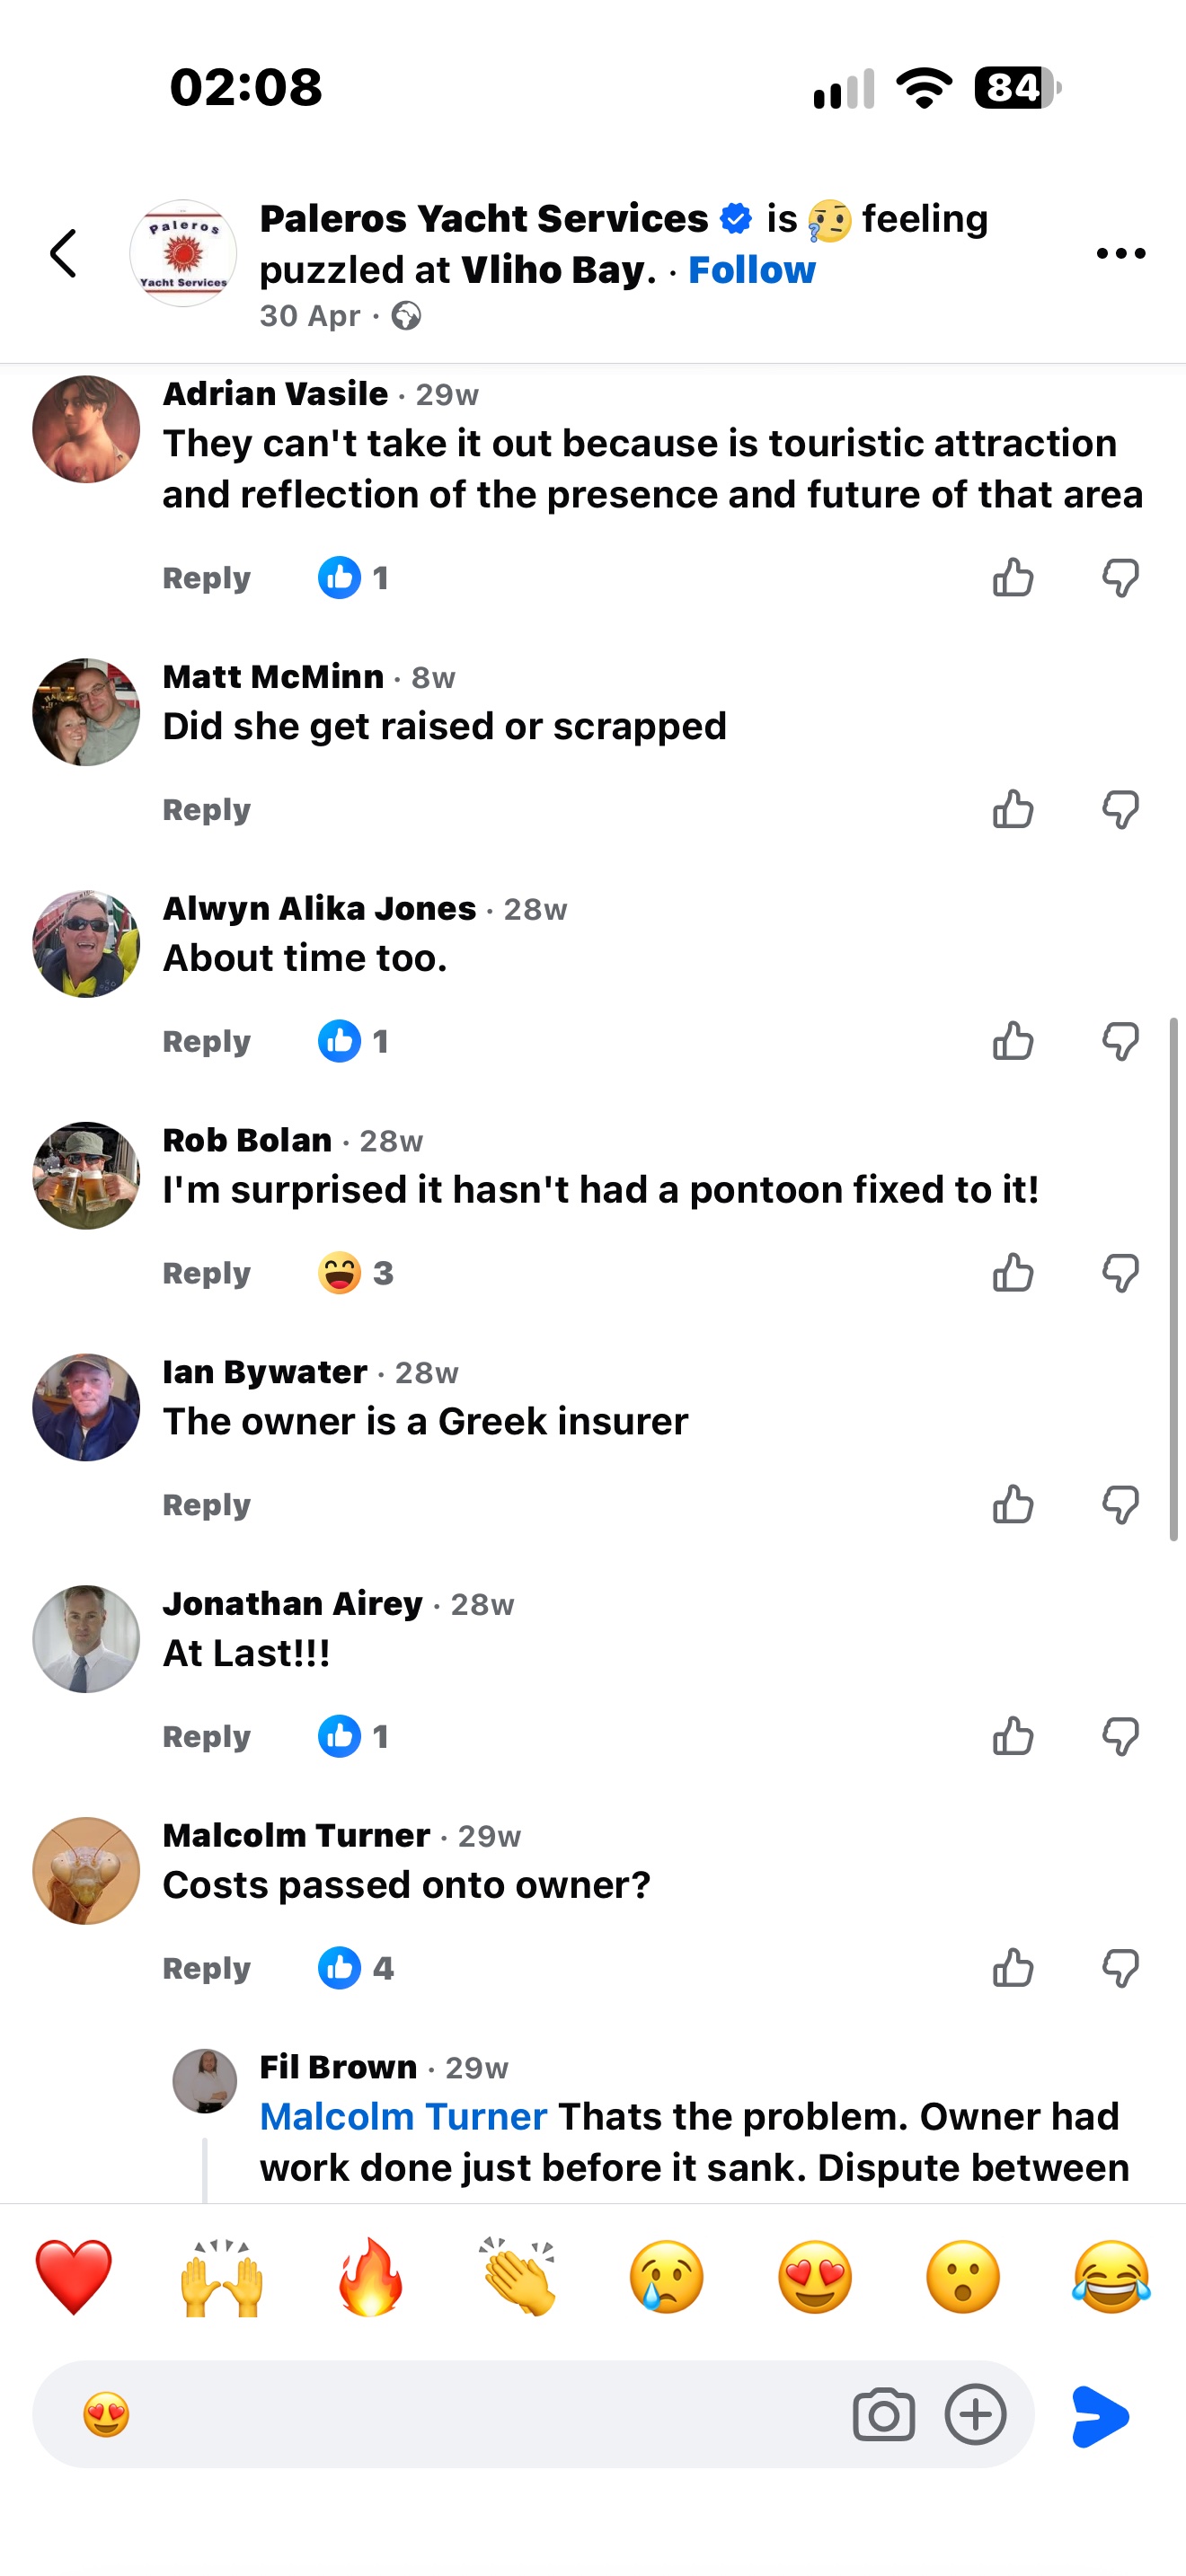 02:08
84
Paleros
Yacht Services
Paleros Yacht Services is feeling
puzzled at Vliho Bay. · Follow
30 Apr ·
Adrian Vasile · 29w
They can't take it out because is touristic attraction
and reflection of the presence and future of that area
Reply 1
Matt McMinn · 8w
Did she get raised or scrapped
Reply
Alwyn Alika Jones · 28w
About time too.
Reply 1
Rob Bolan · 28w
I'm surprised it hasn't had a pontoon fixed to it!
Reply 3
Ian Bywater · 28w
The owner is a Greek insurer
Reply
Jonathan Airey · 28w
At Last!!!
Reply 1
Malcolm Turner · 29w
Costs passed onto owner?
Reply 4
Fil Brown · 29w
Malcolm Turner Thats the problem. Owner had
work done just before it sank. Dispute between